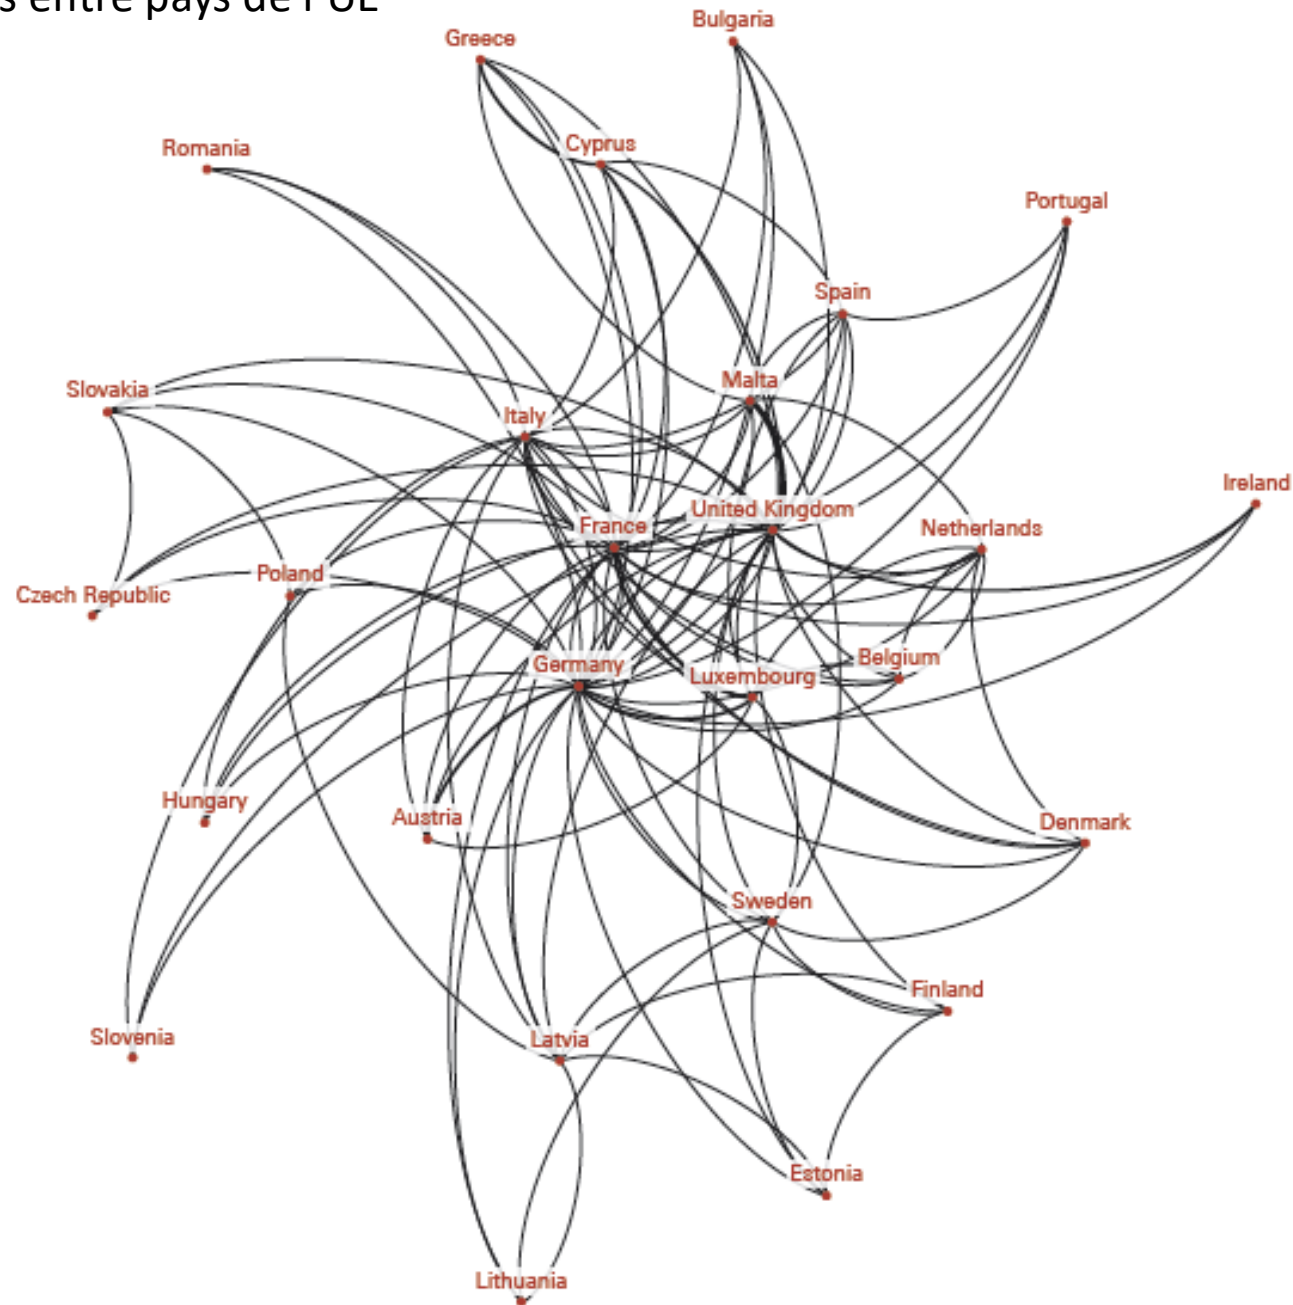 s entre pays de l'UE
Bulgaria
Greece
Cyprus
Romania
Portugal
Spain
Malta
Slovakia
Italy
Ireland
United Kingdom
France
Netherlands
Poland
Czech Republic
Belgium
Germany
Luxembourg
Hungary
Austria
Denmark
Sweden
Finland
Slovenia
Latvia
Estonia
Lithuania